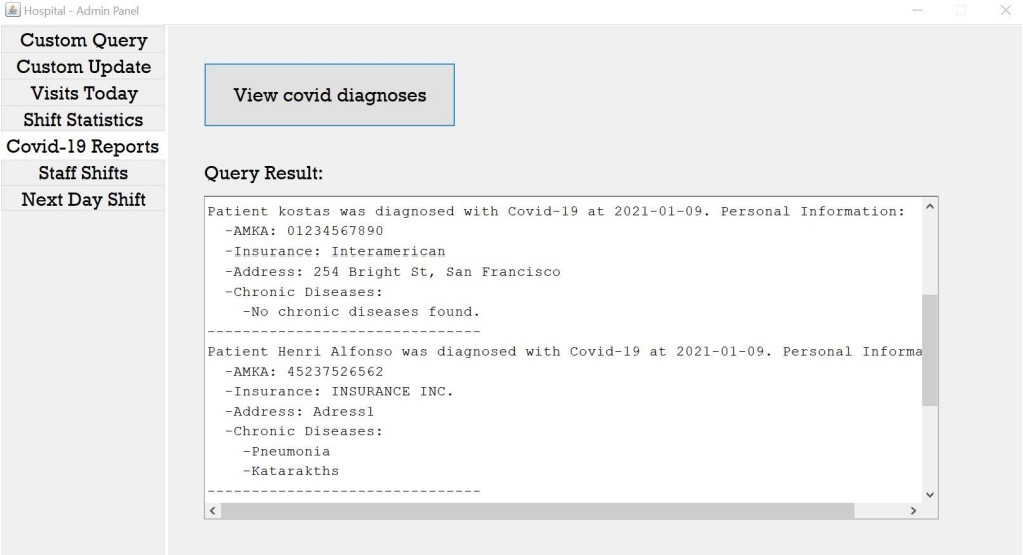 Hospital - Admin Panel
Custom Query
Custom Update
Visits Today
Shift Statistics
Covid-19 Reports
Staff Shifts
Next Day Shift
View covid diagnoses
Query Result:
Patient kostas was diagnosed with Covid-19 at 2021-01-09. Personal Information:
-AMKA: 01234567890
-Insurance: Interamerican
-Address: 254 Bright St, San Francisco
-Chronic Diseases:
-No chronic diseases found.
-------------------------------
Patient Henri Alfonso was diagnosed with Covid-19 at 2021-01-09. Personal Informa
-AMKA: 45237526562
-Insurance: INSURANCE INC.
-Address: Adress1
-Chronic Diseases:
-Pneumonia
-Katarakths
-------------------------------